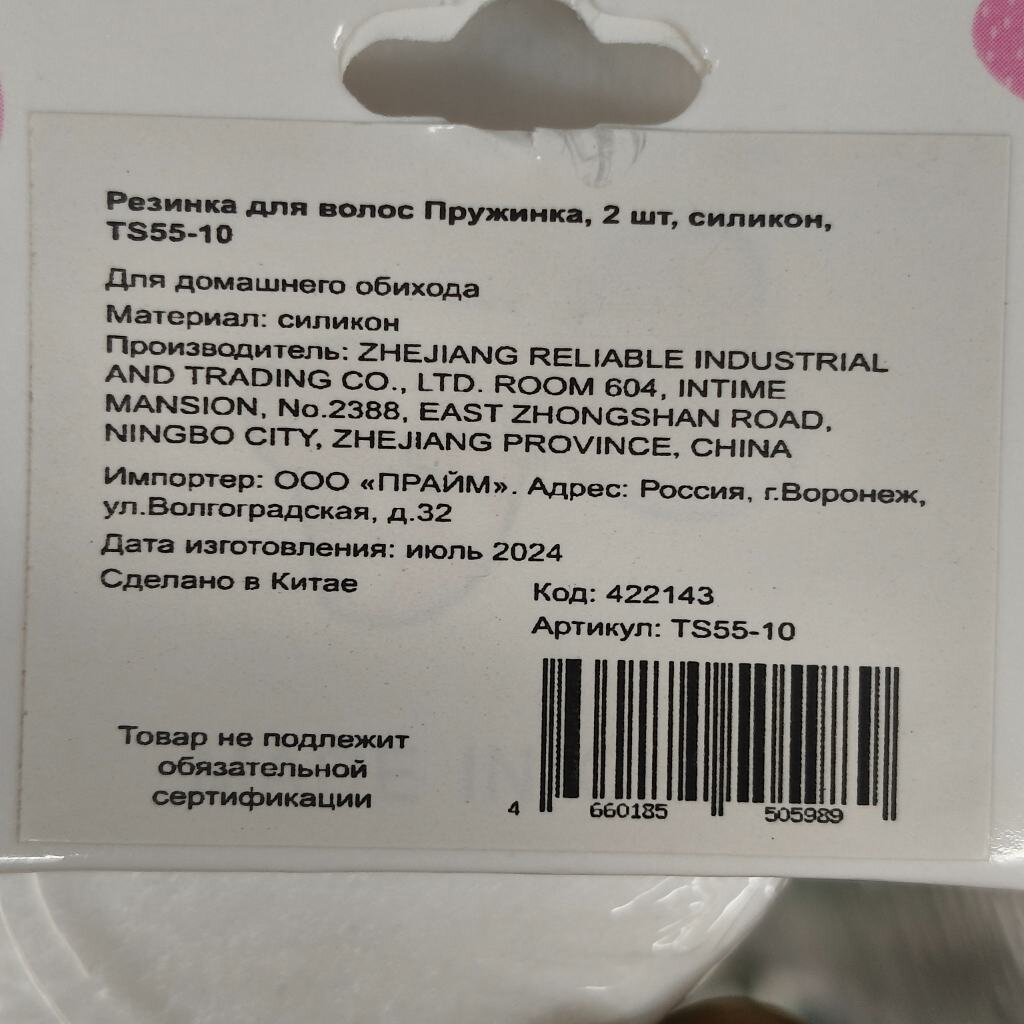 Резинка для волос Пружинка, 2 шт, силикон,
TS55-10
Для домашнего обихода
Материал: силикон
Производитель: ZHEJIANG RELIABLE INDUSTRIAL
AND TRADING CO., LTD. ROOM 604, INTIME
MANSION, No.2388, EAST ZHONGSHAN ROAD,
NINGBO CITY, ZHEJIANG PROVINCE, CHINA
Импортер: ООО «ПРАЙМ». Адрес: Россия, г.Воронеж,
ул.Волгоградская, д.32
Дата изготовления: июль 2024
Сделано в Китае
Код: 422143
Артикул: TS55-10
Товар не подлежит
обязательной
сертификации
4 660185 505989